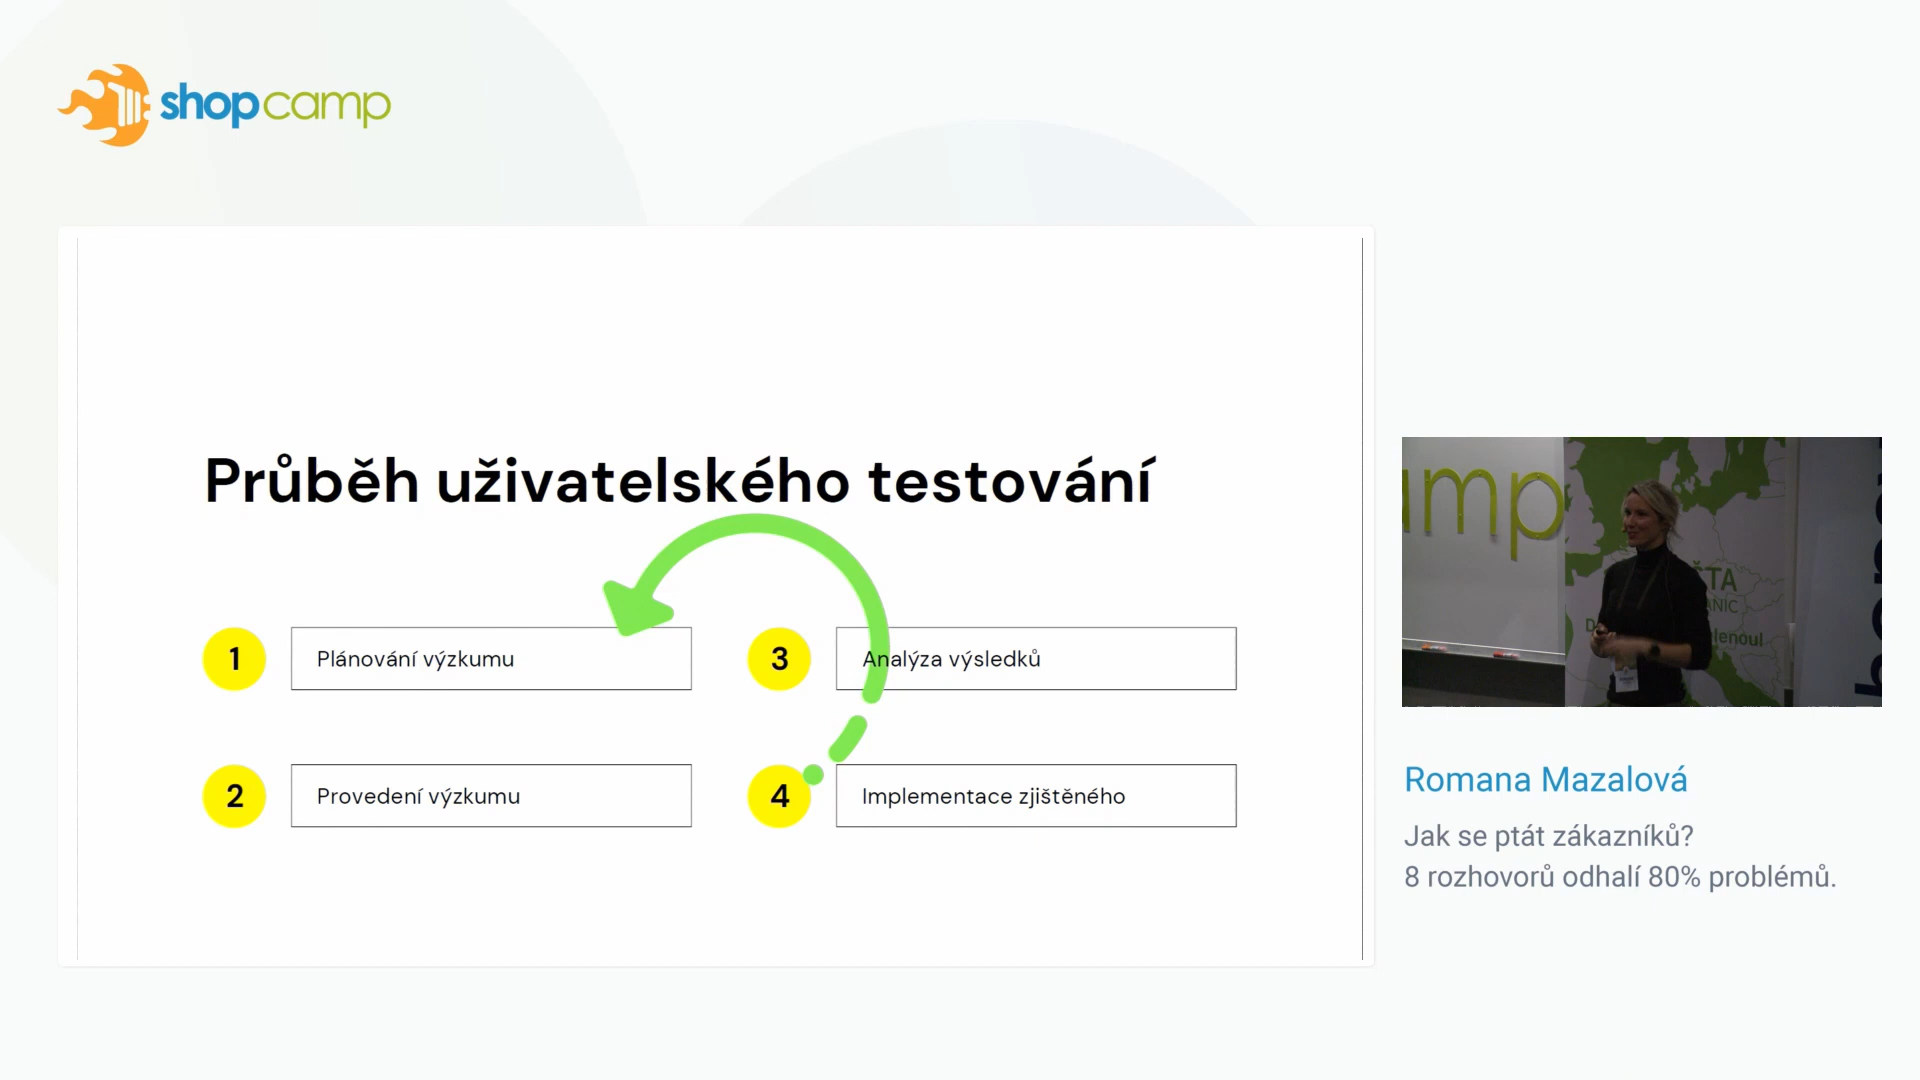 shopcamp
Průběh uživatelského testování
1 Plánování výzkumu
2 Provedení výzkumu
3 Analýza výsledků
4 Implementace zjištěného
amp
Romana Mazalová
Jak se ptát zákazníků?
8 rozhovorů odhalí 80% problémů.